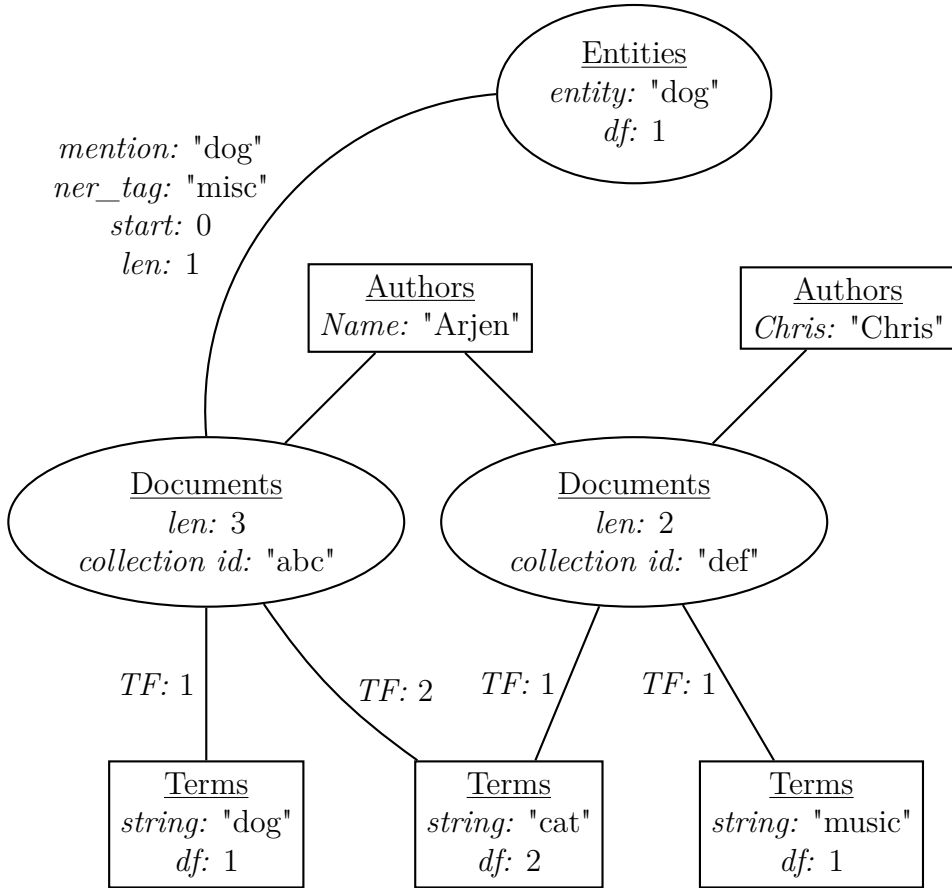 Entities
entity: "dog"
df: 1
mention: "dog"
ner_tag: "misc"
start: 0
len: 1
Authors
Name: "Arjen"
Authors
Chris: "Chris"
Documents
len: 3
collection id: "abc"
Documents
len: 2
collection id: "def"
TF: 1
TF: 2
TF: 1
TF: 1
Terms
string: "dog"
df: 1
Terms
string: "cat"
df: 2
Terms
string: "music"
df: 1